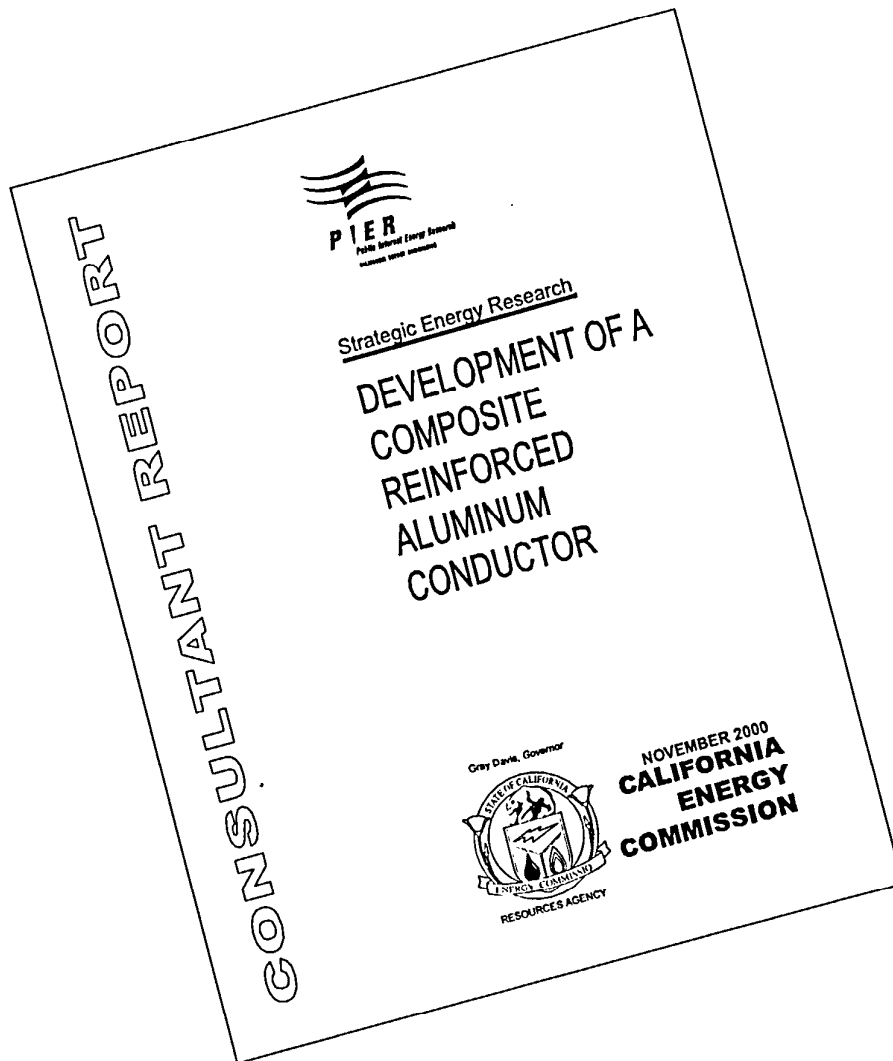 CONSULTANT REPORT
PIER
Public Interest Energy Research
Strategic Energy Research
DEVELOPMENT OF A
COMPOSITE
REINFORCED
ALUMINUM
CONDUCTOR
Gray Davis, Governor
STATE OF CALIFORNIA
ENERGY COMMISSIO
RESOURCES AGENCY
NOVEMBER 2000
CALIFORNIA
ENERGY
COMMISSION